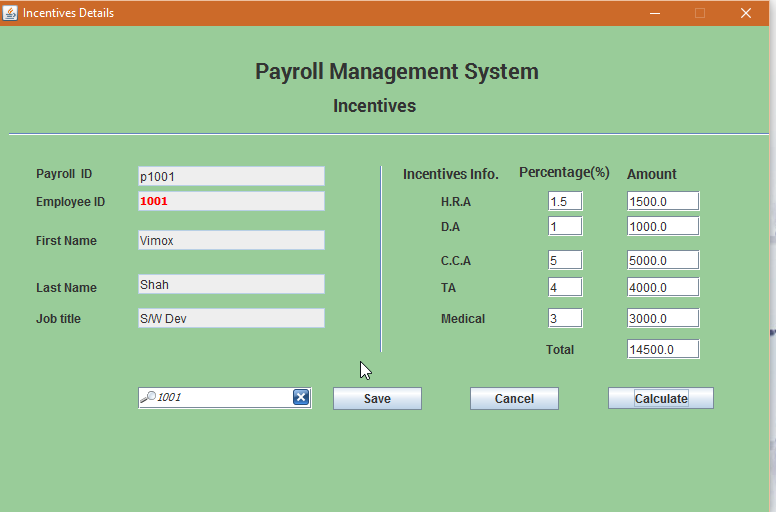 Incentives Details
Payroll Management System
Incentives
Payroll  ID p1001
Employee ID 1001
First Name Vimox
Last Name Shah
Job title S/W Dev
Incentives Info. Percentage(%) Amount
H.R.A 1.5 1500.0
D.A 1 1000.0
C.C.A 5 5000.0
TA 4 4000.0
Medical 3 3000.0
Total 14500.0
1001 Save Cancel Calculate